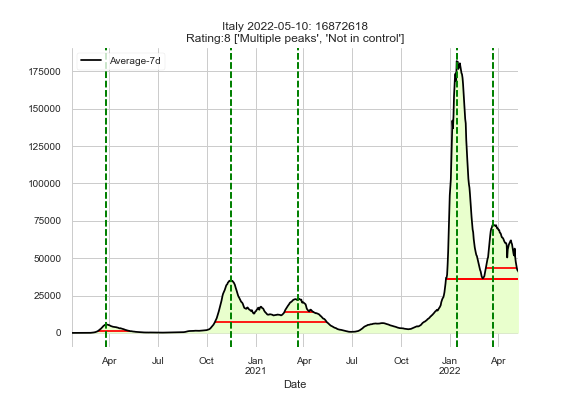 Italy 2022-05-10: 16872618
Rating:8 ['Multiple peaks', 'Not in control']
Average-7d
175000
150000
125000
100000
75000
50000
25000
0
Apr Jul Oct Jan Apr Jul Oct Jan Apr
2021 2022
Date